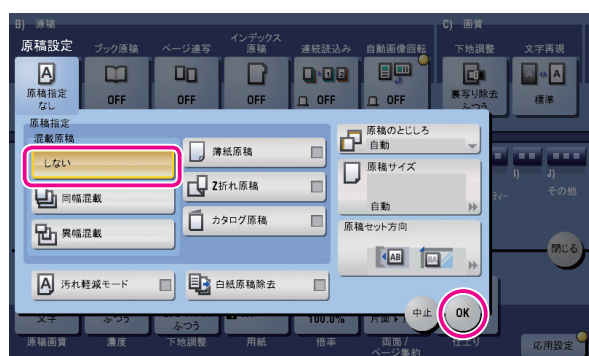 B) 原稿
C) 画質
原稿設定
ブック原稿
ページ連写
インデックス
原稿
連続読込み
自動画像回転
下地調整
文字再現
原稿指定
なし
OFF
OFF
OFF
OFF
OFF
裏写り除去
ふつう
標準
原稿指定
混載原稿
しない
同幅混載
異幅混載
薄紙原稿
Z折れ原稿
カタログ原稿
汚れ軽減モード
白紙原稿除去
原稿のとじしろ
自動
原稿サイズ
自動
原稿セット方向
AB
BA
I)
J)
その他
閉じる
中止
OK
文字
ふつう
ふつう
100.0%
片面
原稿画質
濃度
下地調整
用紙
倍率
両面 /
ページ集約
仕上り
応用設定